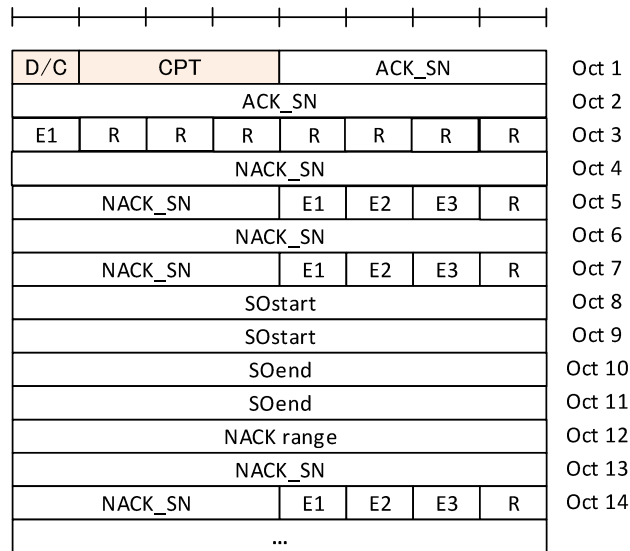 D/C CPT ACK_SN Oct 1
ACK_SN Oct 2
E1 R R R R R R R Oct 3
NACK_SN Oct 4
NACK_SN E1 E2 E3 R Oct 5
NACK_SN Oct 6
NACK_SN E1 E2 E3 R Oct 7
SOstart Oct 8
SOstart Oct 9
SOend Oct 10
SOend Oct 11
NACK range Oct 12
NACK_SN Oct 13
NACK_SN E1 E2 E3 R Oct 14
...